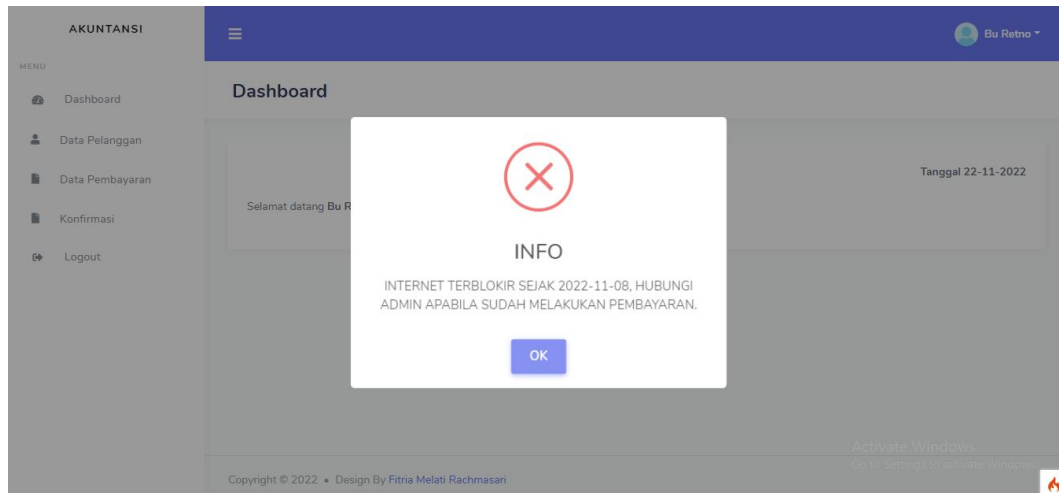 AKUNTANSI
Bu Retno
MENU
Dashboard
Data Pelanggan
Data Pembayaran
Konfirmasi
Logout
Dashboard
Tanggal 22-11-2022
Selamat datang Bu R
INFO
INTERNET TERBLOKIR SEJAK 2022-11-08, HUBUNGI
ADMIN APABILA SUDAH MELAKUKAN PEMBAYARAN.
OK
Activate Windows
Go to Settings to activate Windows.
Copyright © 2022 • Design By Fitria Melati Rachmasari